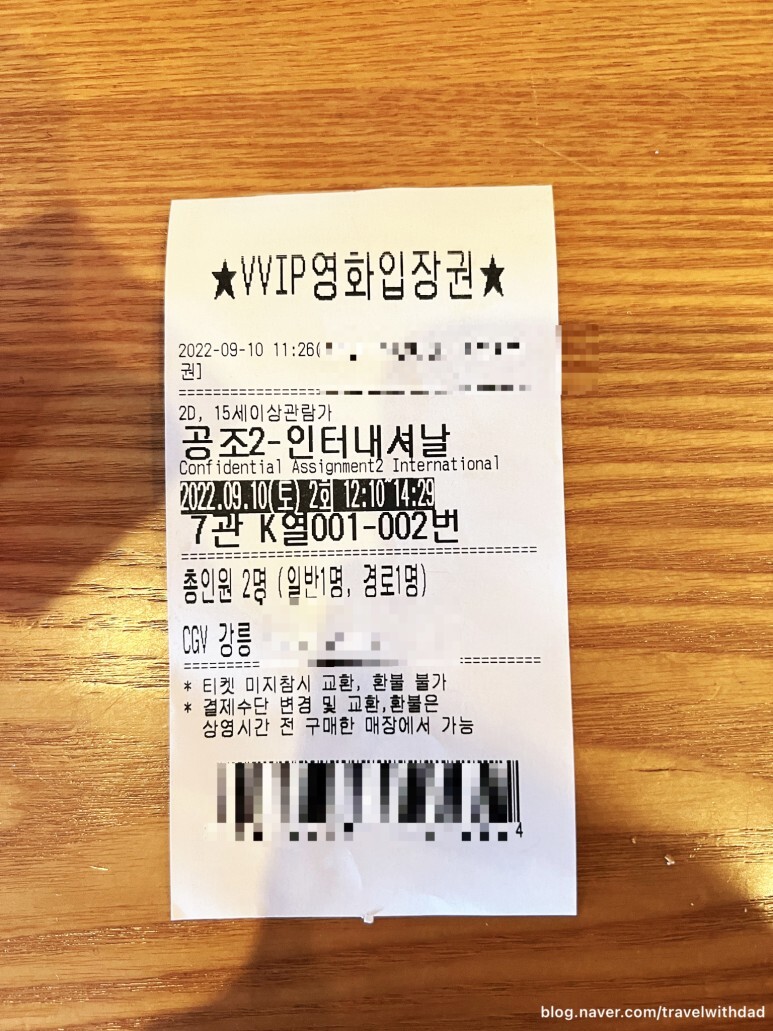 ★VVIP영화입장권★
2022-09-10 11:26(
권]
================================
2D, 15세이상관람가
공조2-인터내셔날
Confidential Assignment2 International
2022.09.10(토) 2회 12:10~14:29
7관 K열001-002번
================================
총인원 2명 (일반1명, 경로1명)
CGV 강릉
================================
* 티켓 미지참시 교환, 환불 불가
* 결제수단 변경 및 교환,환불은
상영시간 전 구매한 매장에서 가능
4
blog.naver.com/travelwithdad